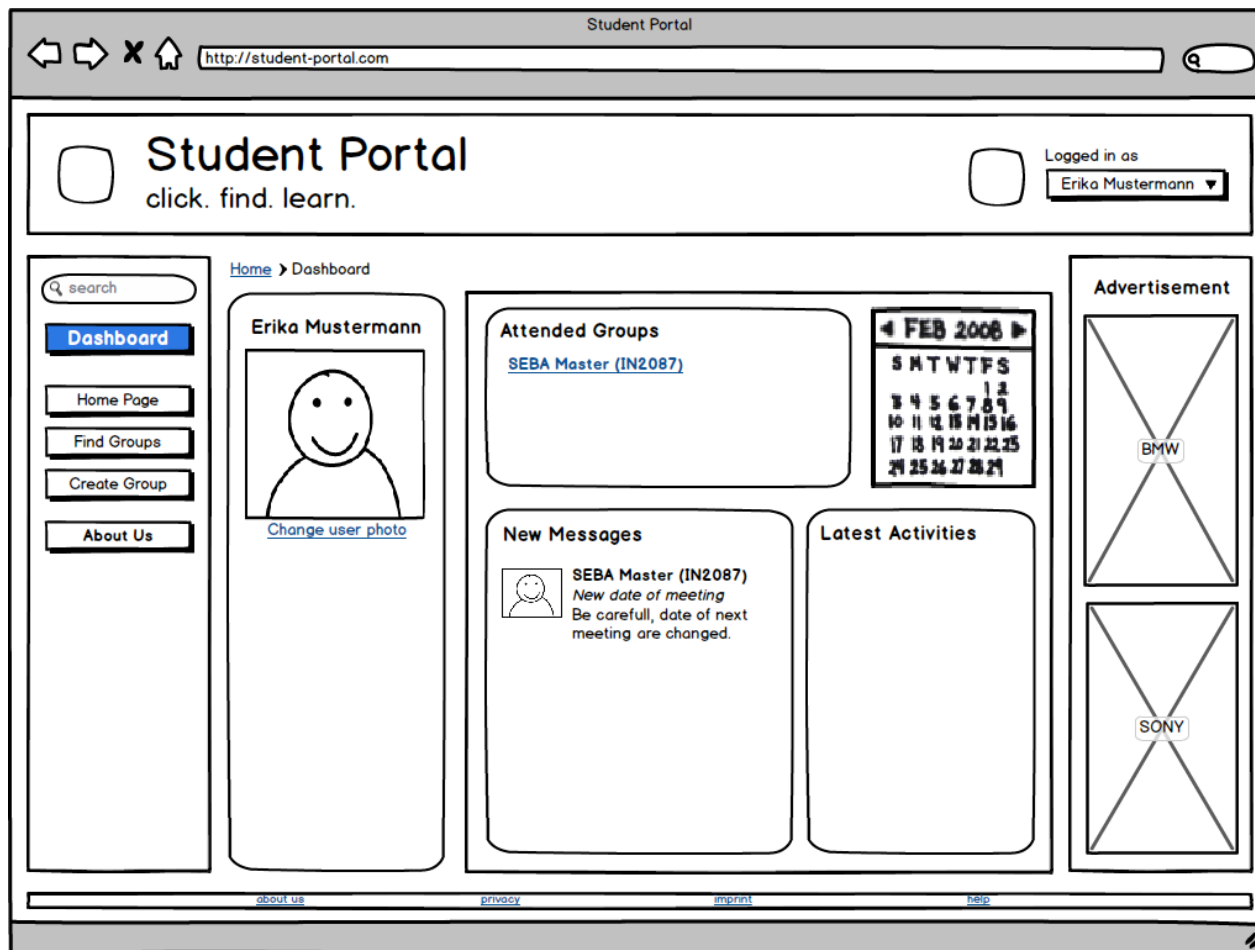 Student Portal
http://student-portal.com
Student Portal
click. find. learn.
Logged in as
Erika Mustermann
search
Dashboard
Home Page
Find Groups
Create Group
About Us
Home ❯ Dashboard
Erika Mustermann
Change user photo
Attended Groups
SEBA Master (IN2087)
FEB 2008
S M T W T F S
1 2
3 4 5 6 7 8 9
10 11 12 13 14 15 16
17 18 19 20 21 22 23
24 25 26 27 28 29
New Messages
SEBA Master (IN2087)
New date of meeting
Be carefull, date of next
meeting are changed.
Latest Activities
Advertisement
BMW
SONY
about us
privacy
imprint
help